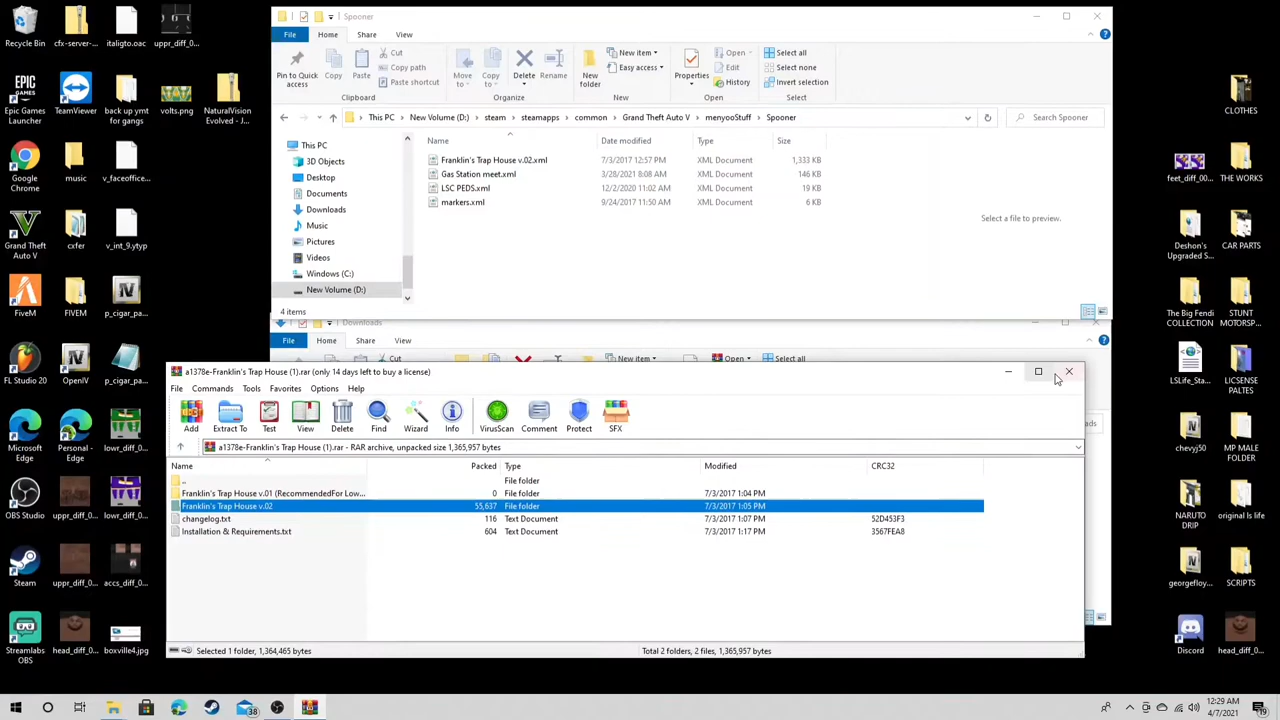 Recycle Bin
cfx-server-...
italigto.oac
uppr_diff_0...
Epic Games Launcher
TeamViewer
back up ymt for gangs
volts.png
NaturalVision Evolved - J...
Google Chrome
music
v_faceoffic...
Grand Theft Auto V
cxfer
v_int_9.ytyp
FiveM
FIVEM
p_cigar_pa...
FL Studio 20
OpenIV
p_cigar_pa...
Microsoft Edge
Personal - Edge
lowr_diff_0...
OBS Studio
uppr_diff_0...
lowr_diff_0...
Steam
uppr_diff_0...
accs_diff_0...
Streamlabs OBS
head_diff_0...
boxville4.jpg
Spooner
File Home Share View
Pin to Quick access
Copy
Paste
Cut
Copy path
Paste shortcut
Clipboard
Move to
Copy to
Delete
Rename
Organize
New folder
New item
Easy access
New
Properties
Open
Edit
History
Open
Select all
Select none
Invert selection
Select
This PC > New Volume (D:) > steam > steamapps > common > Grand Theft Auto V > menyooStuff > Spooner
Search Spooner
This PC
3D Objects
Desktop
Documents
Downloads
Music
Pictures
Videos
Windows (C:)
New Volume (D:)
Name Date modified Type Size
Franklin's Trap House v.02.xml 7/3/2017 12:57 PM XML Document 1,333 KB
Gas Station meet.xml 3/28/2021 8:08 AM XML Document 146 KB
LSC PEDS.xml 12/2/2020 11:02 AM XML Document 19 KB
markers.xml 9/24/2017 11:50 AM XML Document 6 KB
Select a file to preview.
4 items
Downloads
File Home Share View
Cut
New item
Open
Select all
a1378e-Franklin's Trap House (1).rar (only 14 days left to buy a license)
File Commands Tools Favorites Options Help
Add Extract To Test View Delete Find Wizard Info VirusScan Comment Protect SFX
a1378e-Franklin's Trap House (1).rar - RAR archive, unpacked size 1,365,957 bytes
Name Packed Type Modified CRC32
.. File folder
Franklin's Trap House v.01 (RecommendedFor Low... 0 File folder 7/3/2017 1:04 PM
Franklin's Trap House v.02 55,637 File folder 7/3/2017 1:05 PM
changelog.txt 116 Text Document 7/3/2017 1:07 PM 52D453F3
Installation & Requirements.txt 604 Text Document 7/3/2017 1:17 PM 3567FEA8
Selected 1 folder, 1,364,465 bytes
Total 2 folders, 2 files, 1,365,957 bytes
ads
CLOTHES
feet_diff_00...
THE WORKS
Deshon's Upgraded S...
CAR PARTS
The Big Fendi COLLECTION
STUNT MOTORSP...
LSLife_Sta...
LICSENSE PALTES
chevyj50
MP MALE FOLDER
NARUTO DRIP
original ls life
georgefloy...
SCRIPTS
Discord
head_diff_0...
38
12:29 AM
4/7/2021
19